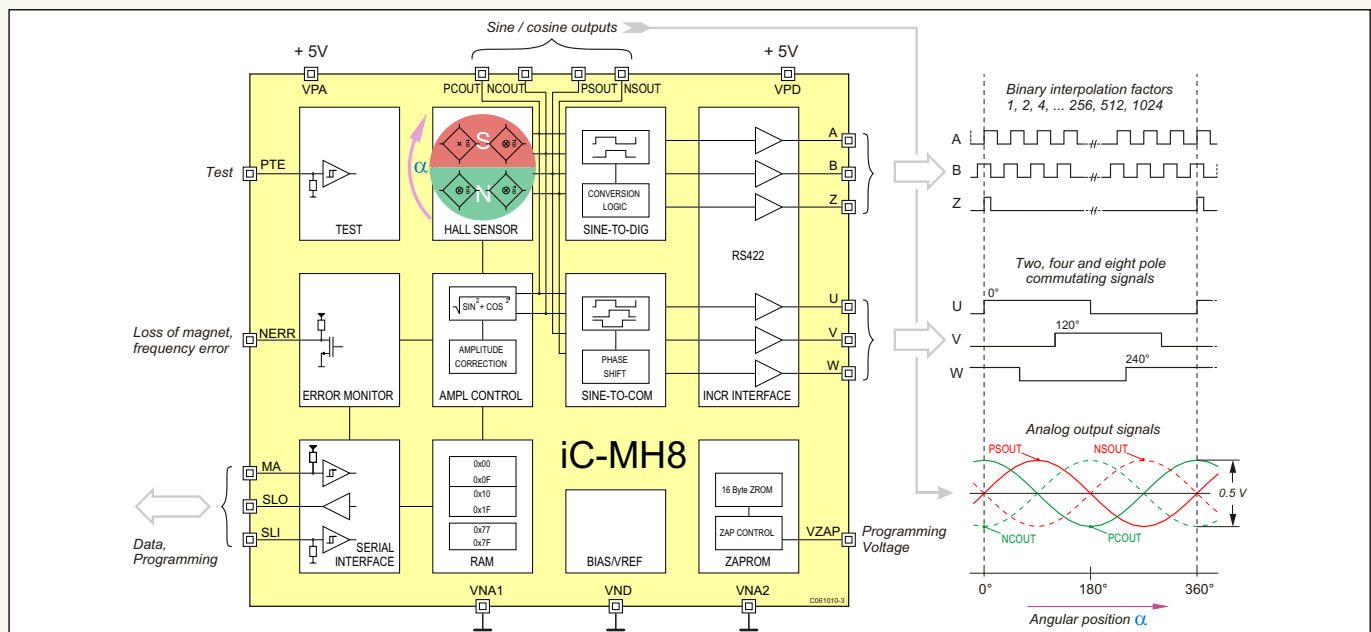 Sine / cosine outputs
+ 5V
+ 5V
VPA
PCOUT NCOUT
PSOUT NSOUT
VPD
Test
PTE
TEST
S
N
α
HALL SENSOR
CONVERSION
LOGIC
SINE-TO-DIG
RS422
A
B
Z
Loss of magnet,
frequency error
NERR
ERROR MONITOR
SIN² + COS²
AMPLITUDE
CORRECTION
AMPL CONTROL
PHASE
SHIFT
SINE-TO-COM
INCR INTERFACE
U
V
W
iC-MH8
MA
SLO
SLI
Data,
Programming
SERIAL
INTERFACE
0x00
0x0F
0x10
0x1F
0x77
0x7F
RAM
BIAS/VREF
16 Byte ZROM
ZAP CONTROL
ZAPROM
VZAP
Programming
Voltage
VNA1
VND
VNA2
C061010-3
Binary interpolation factors
1, 2, 4, ... 256, 512, 1024
A
B
Z
Two, four and eight pole
commutating signals
U
0°
V
120°
W
240°
Analog output signals
PSOUT
NSOUT
0.5 V
NCOUT
PCOUT
0°
180°
360°
Angular position α